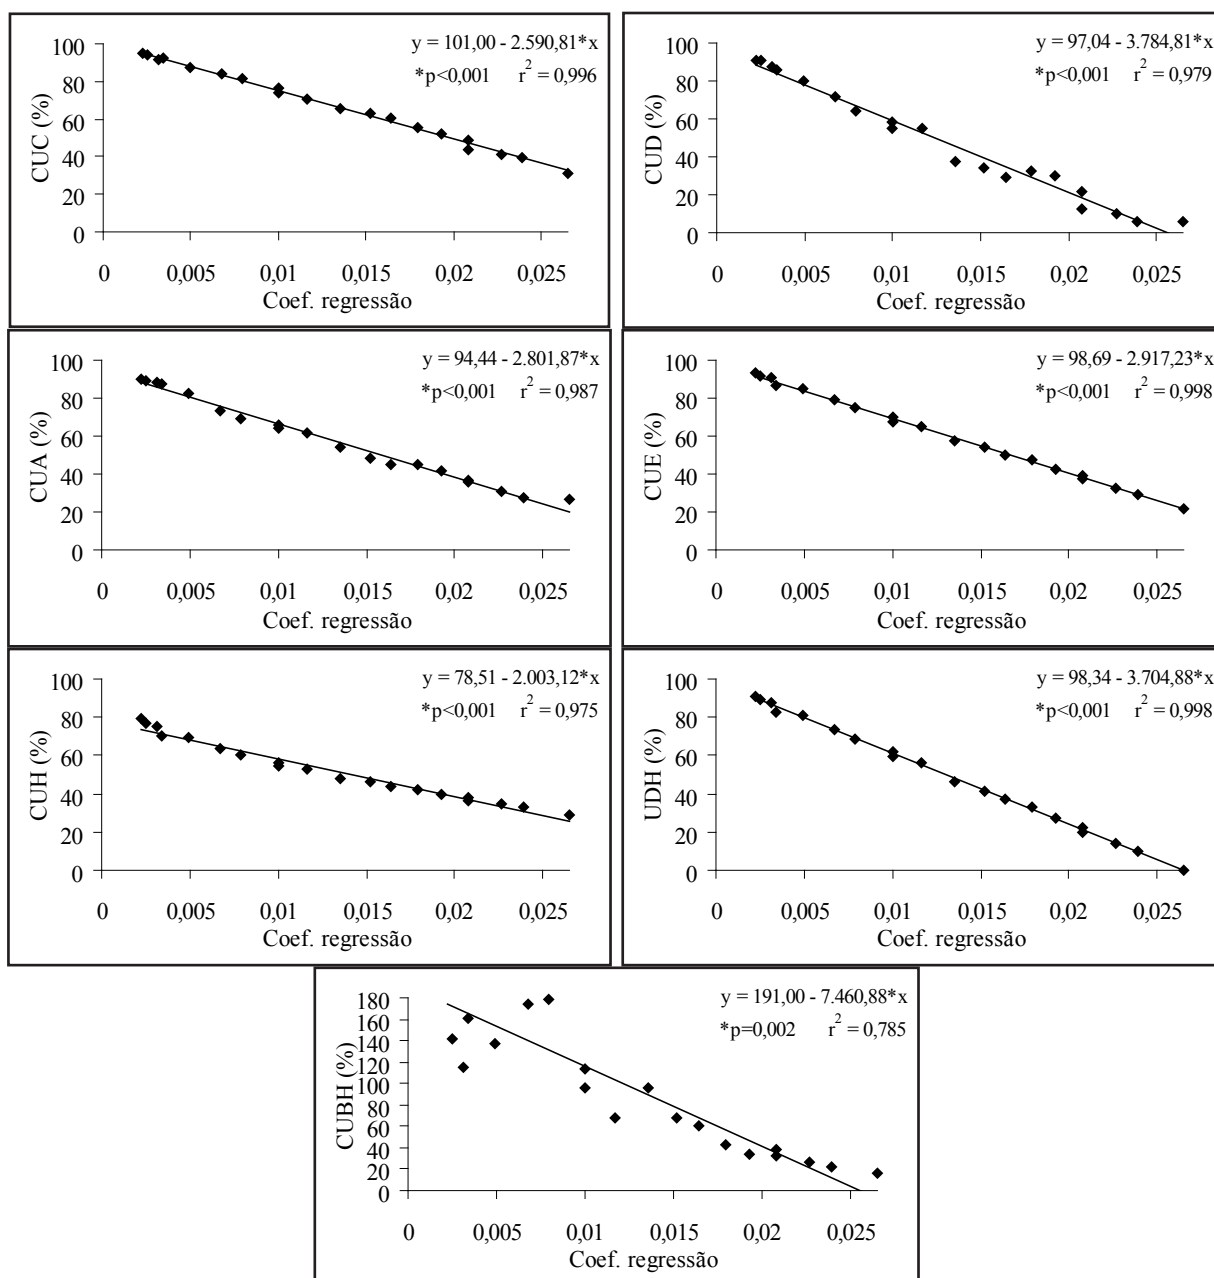 y = 101,00 - 2.590,81*x
*p<0,001 r² = 0,996
CUC (%)
100
80
60
40
20
0
0 0,005 0,01 0,015 0,02 0,025
Coef. regressão
y = 97,04 - 3.784,81*x
*p<0,001 r² = 0,979
CUD (%)
100
80
60
40
20
0
0 0,005 0,01 0,015 0,02 0,025
Coef. regressão
y = 94,44 - 2.801,87*x
*p<0,001 r² = 0,987
CUA (%)
100
80
60
40
20
0
0 0,005 0,01 0,015 0,02 0,025
Coef. regressão
y = 98,69 - 2.917,23*x
*p<0,001 r² = 0,998
CUE (%)
100
80
60
40
20
0
0 0,005 0,01 0,015 0,02 0,025
Coef. regressão
y = 78,51 - 2.003,12*x
*p<0,001 r² = 0,975
CUH (%)
100
80
60
40
20
0
0 0,005 0,01 0,015 0,02 0,025
Coef. regressão
y = 98,34 - 3.704,88*x
*p<0,001 r² = 0,998
UDH (%)
100
80
60
40
20
0
0 0,005 0,01 0,015 0,02 0,025
Coef. regressão
y = 191,00 - 7.460,88*x
*p=0,002 r² = 0,785
CUBH (%)
180
160
140
120
100
80
60
40
20
0
0 0,005 0,01 0,015 0,02 0,025
Coef. regressão